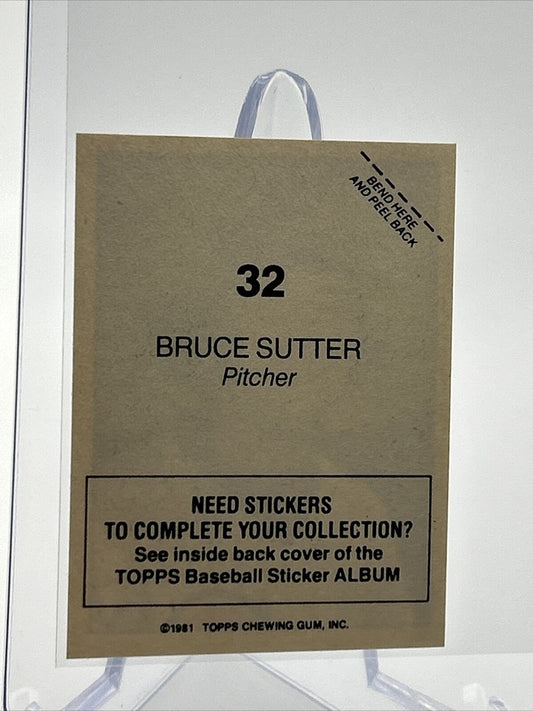 BEND HERE
AND PEEL BACK
32
BRUCE SUTTER
Pitcher
NEED STICKERS
TO COMPLETE YOUR COLLECTION?
See inside back cover of the
TOPPS Baseball Sticker ALBUM
©1981 TOPPS CHEWING GUM, INC.